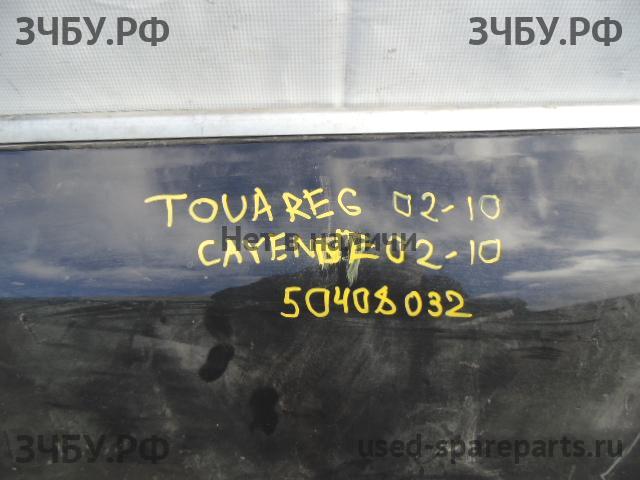 ЗЧБУ.РФ ЗЧБУ.РФ
TOUAREG 02-10
Нет в наличии
CAYENNE 02-10
50408032
ЗЧБУ.РФ used-spareparts.ru